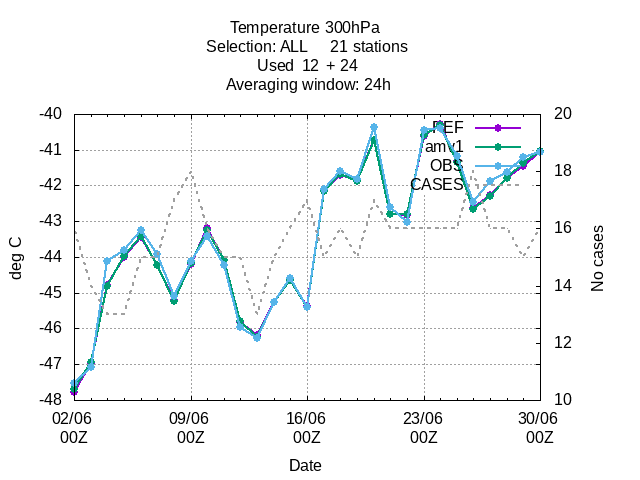 Temperature 300hPa
Selection: ALL 21 stations
Used 12 + 24
Averaging window: 24h
-40
-41
-42
-43
-44
-45
-46
-47
-48
deg C
20
18
16
14
12
10
No cases
REF
amv1
OBS
CASES
02/06 09/06 16/06 23/06 30/06
00Z 00Z 00Z 00Z 00Z
Date